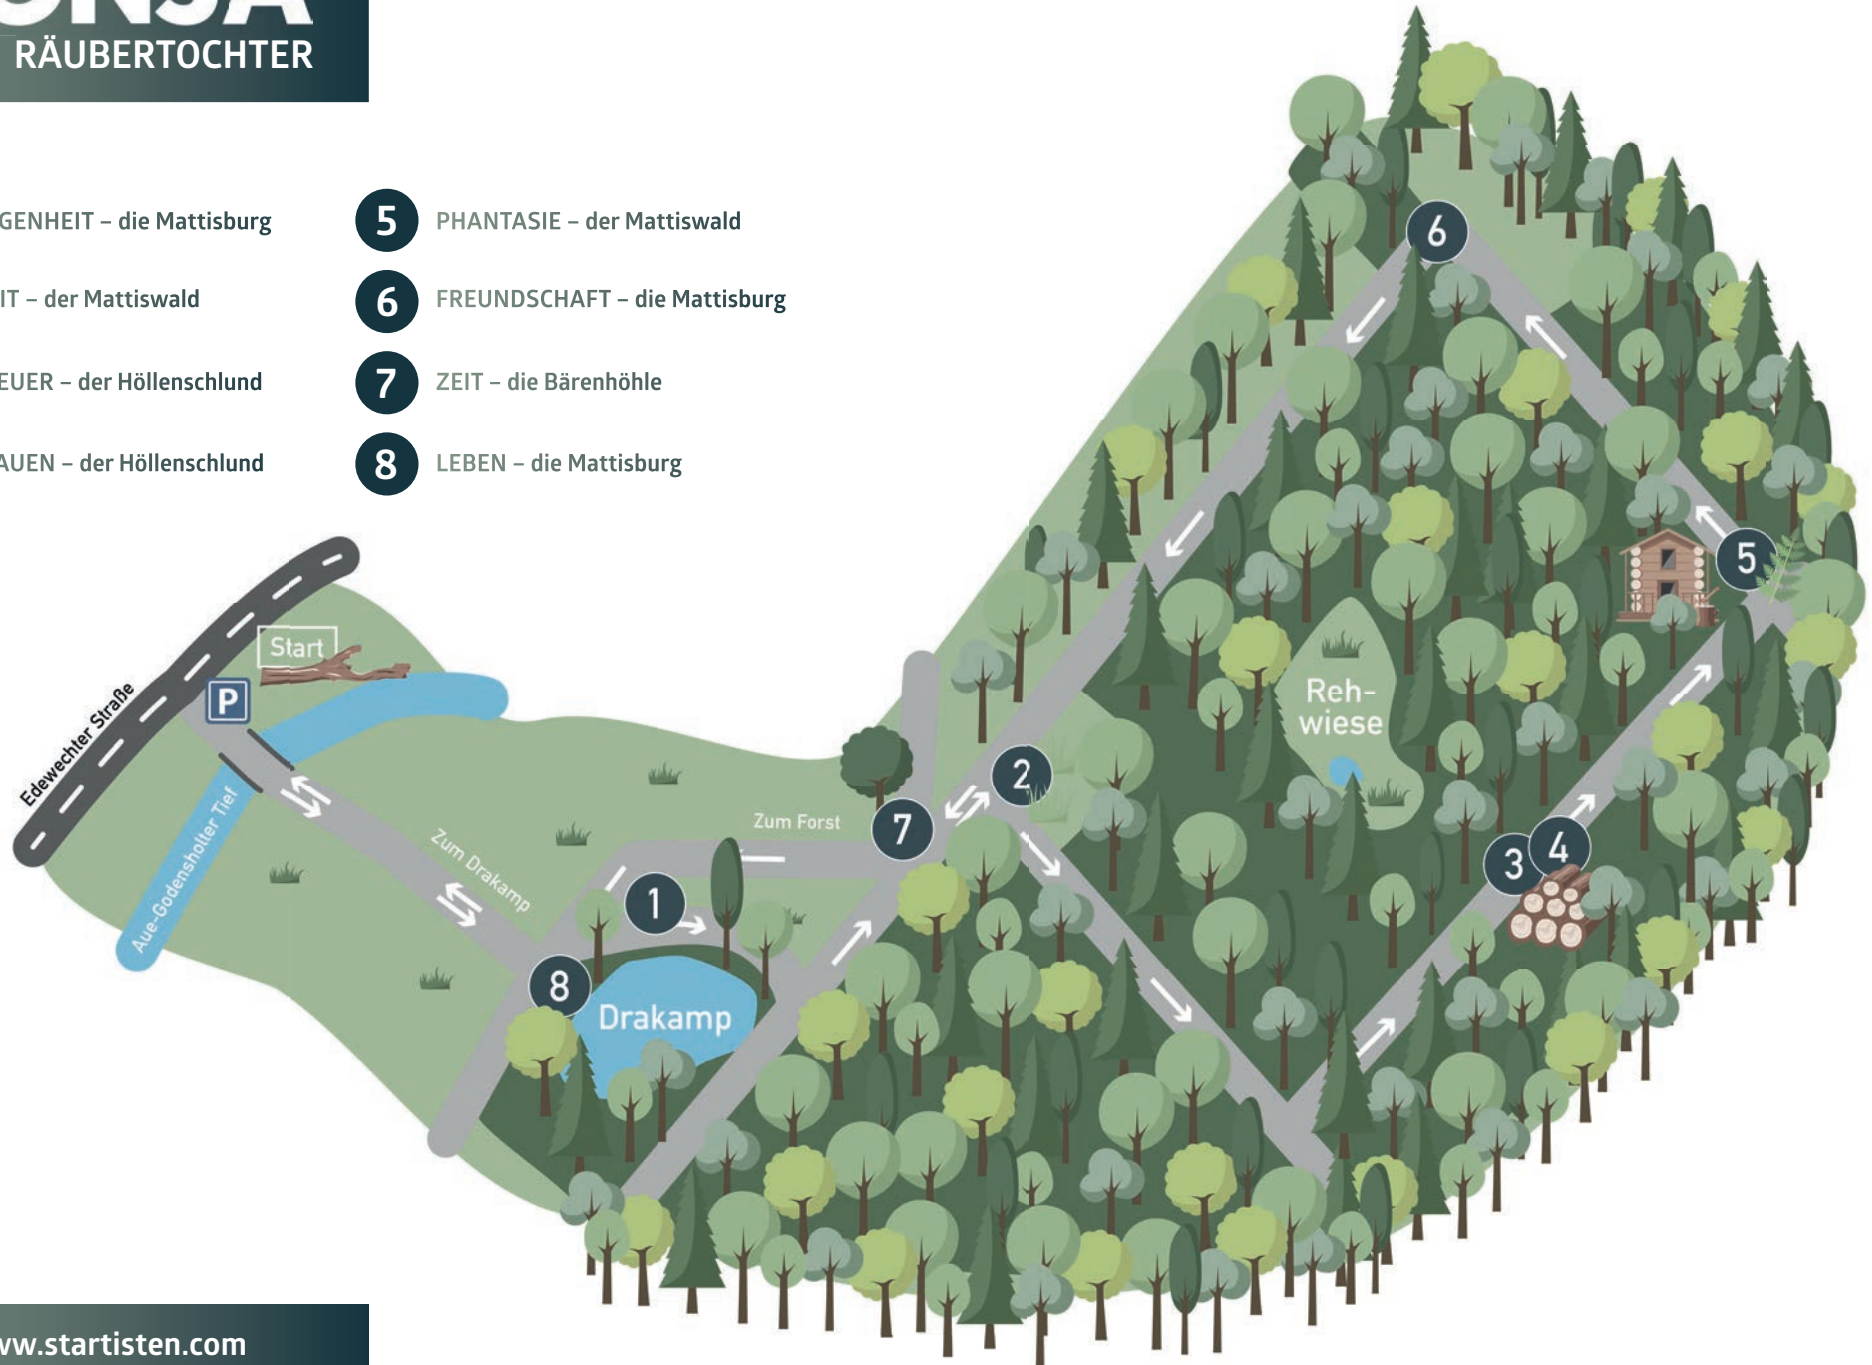 RÄUBERTOCHTER
GENHEIT – die Mattisburg
IT – der Mattiswald
EUER – der Höllenschlund
AUEN – der Höllenschlund
5 PHANTASIE – der Mattiswald
6 FREUNDSCHAFT – die Mattisburg
7 ZEIT – die Bärenhöhle
8 LEBEN – die Mattisburg
6
5
Start
P
Edewechter Straße
Aue-Godensholter Tief
Zum Drakamp
Zum Forst
Reh-
wiese
2
7
3
4
1
8
Drakamp
ww.startisten.com